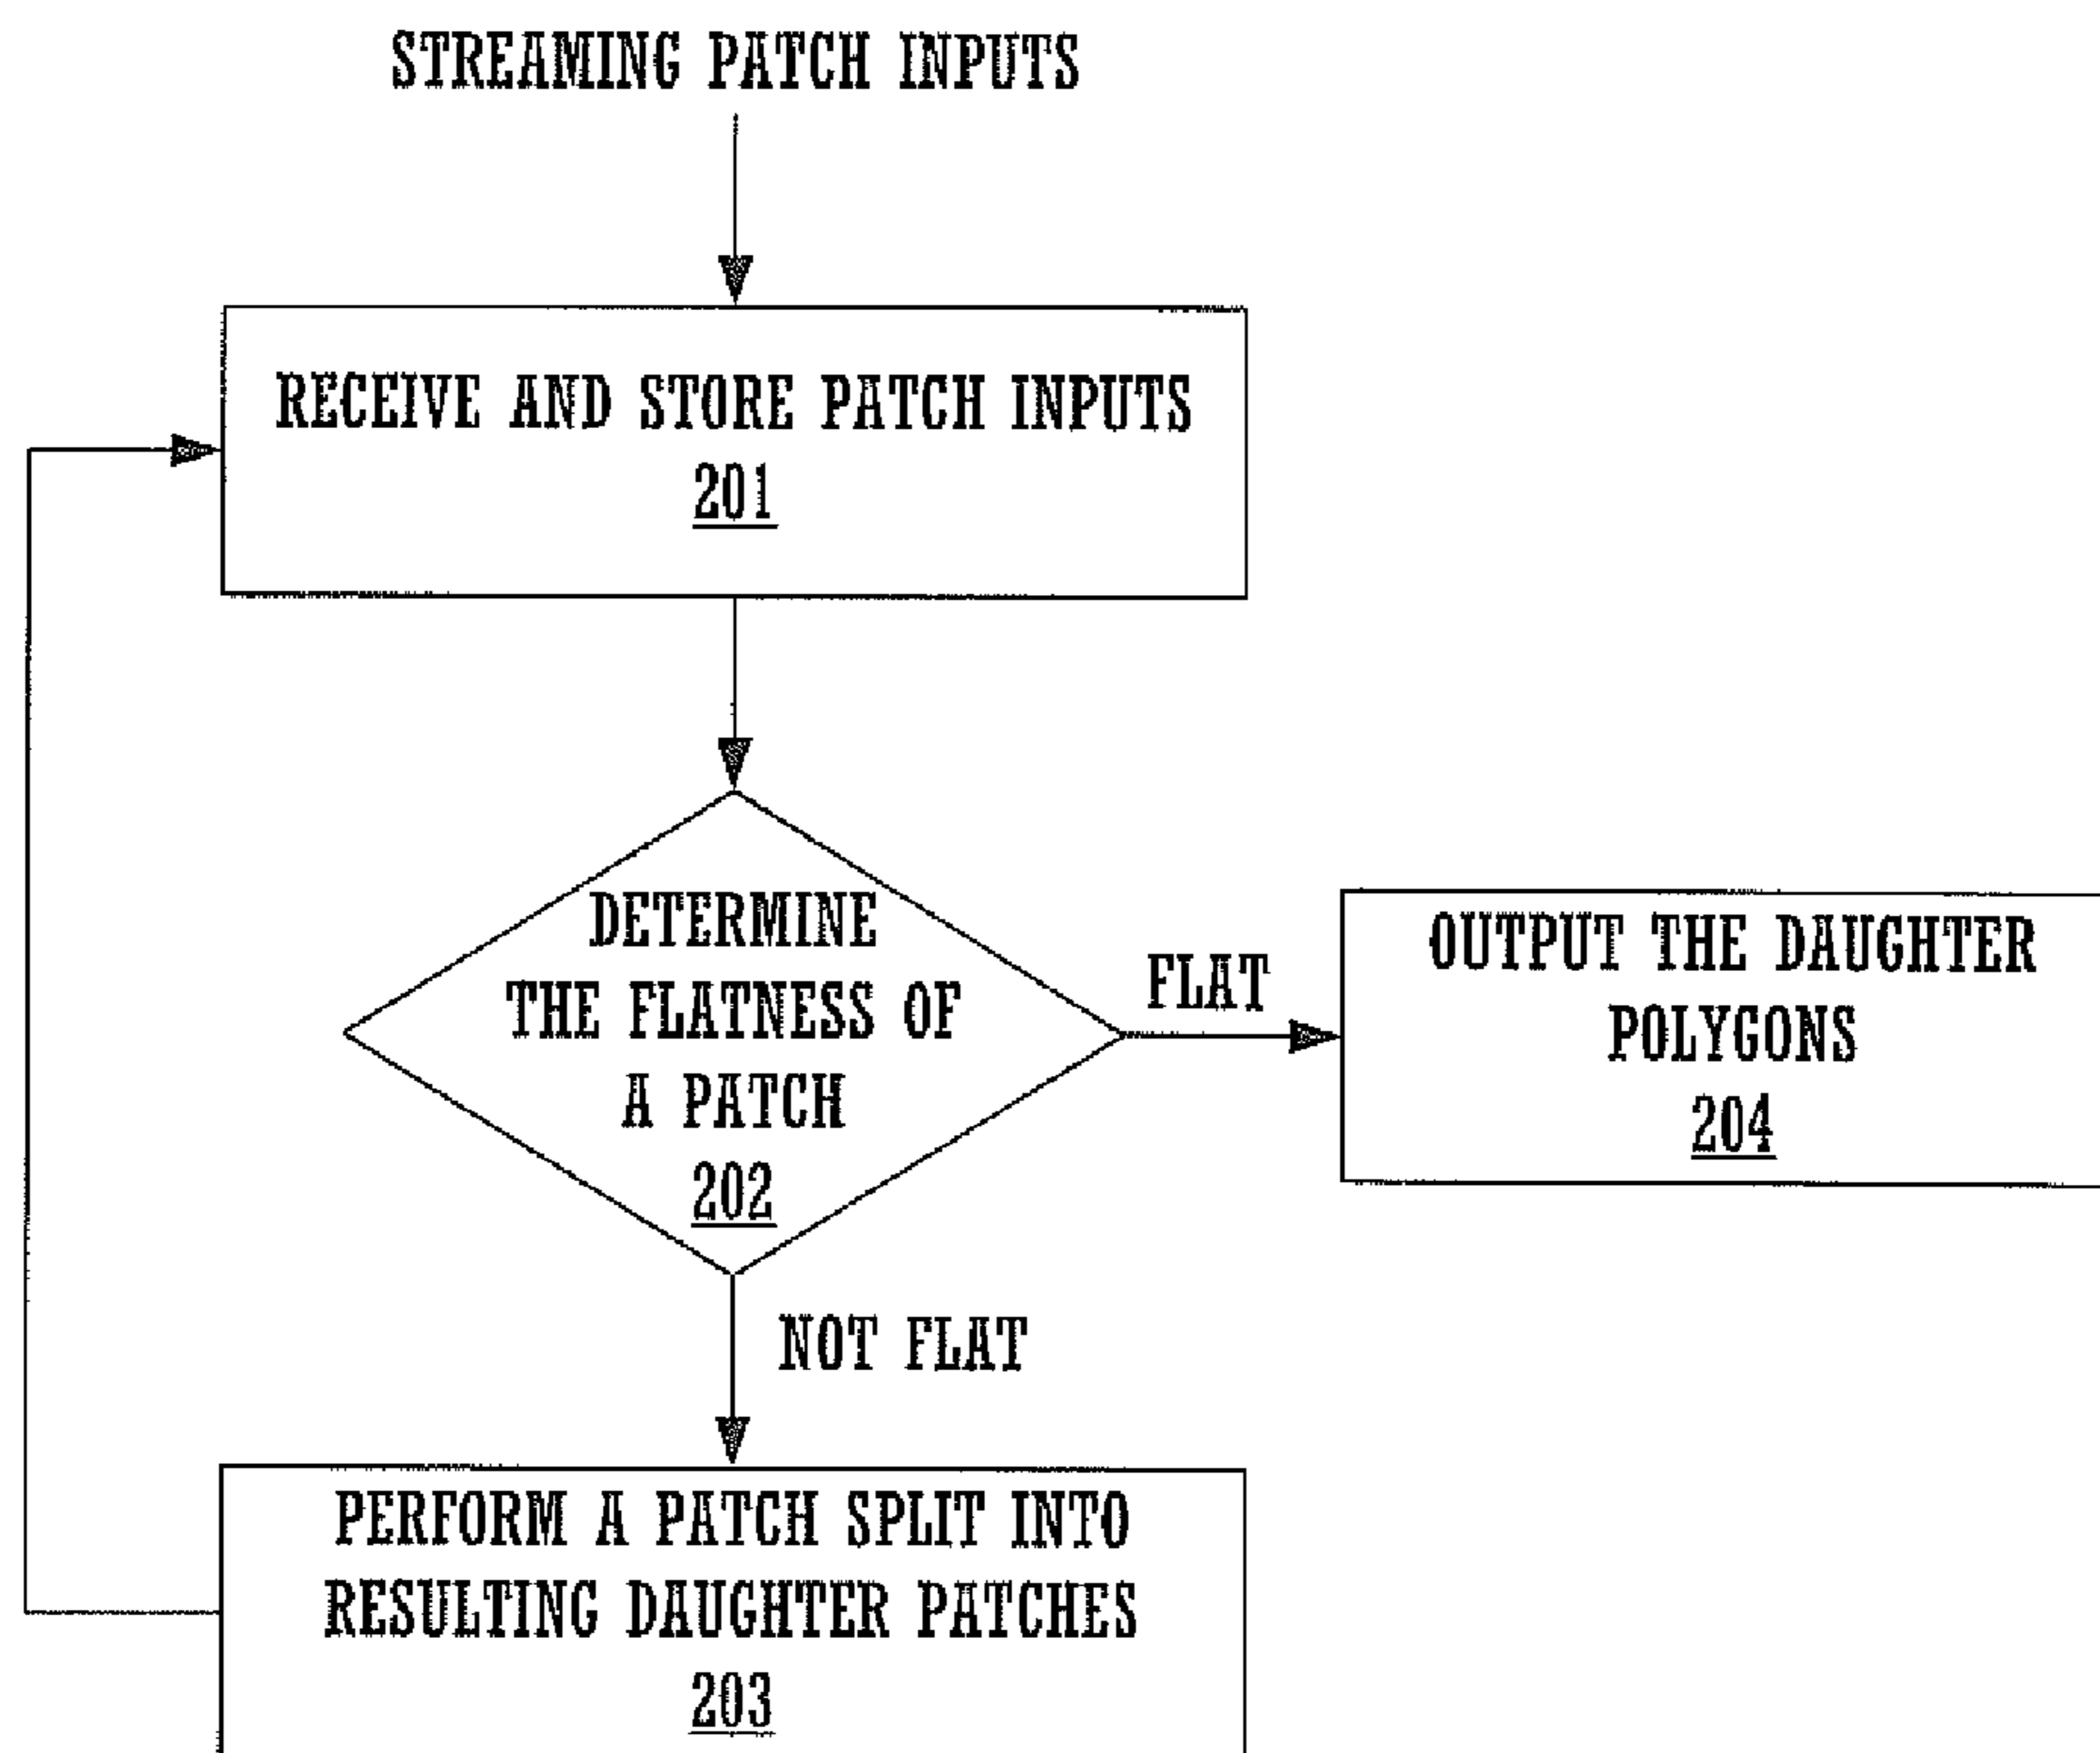 STREAMING PATCH INPUTS
RECEIVE AND STORE PATCH INPUTS
201
DETERMINE
THE FLATNESS OF
A PATCH
202
FLAT
OUTPUT THE DAUGHTER
POLYGONS
204
NOT FLAT
PERFORM A PATCH SPLIT INTO
RESULTING DAUGHTER PATCHES
203